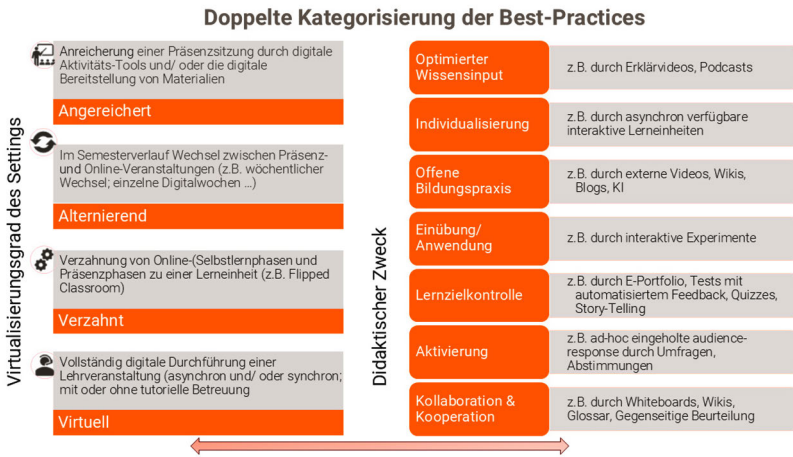 Doppelte Kategorisierung der Best-Practices
Virtualisierungsgrad des Settings
Anreicherung einer Präsenzsitzung durch digitale
Aktivitäts-Tools und/ oder die digitale
Bereitstellung von Materialien
Angereichert
Im Semesterverlauf Wechsel zwischen Präsenz-
und Online-Veranstaltungen (z.B. wöchentlicher
Wechsel; einzelne Digitalwochen ...)
Alternierend
Verzahnung von Online-(Selbstlernphasen und
Präsenzphasen zu einer Lerneinheit (z.B. Flipped
Classroom)
Verzahnt
Vollständig digitale Durchführung einer
Lehrveranstaltung (asynchron und/ oder synchron;
mit oder ohne tutorielle Betreuung
Virtuell
Didaktischer Zweck
Optimierter
Wissensinput
z.B. durch Erklärvideos, Podcasts
Individualisierung
z.B. durch asynchron verfügbare
interaktive Lerneinheiten
Offene
Bildungspraxis
z.B. durch externe Videos, Wikis,
Blogs, KI
Einübung/
Anwendung
z.B. durch interaktive Experimente
Lernzielkontrolle
z.B. durch E-Portfolio, Tests mit
automatisiertem Feedback, Quizzes,
Story-Telling
Aktivierung
z.B. ad-hoc eingeholte audience-
response durch Umfragen,
Abstimmungen
Kollaboration &
Kooperation
z.B. durch Whiteboards, Wikis,
Glossar, Gegenseitige Beurteilung